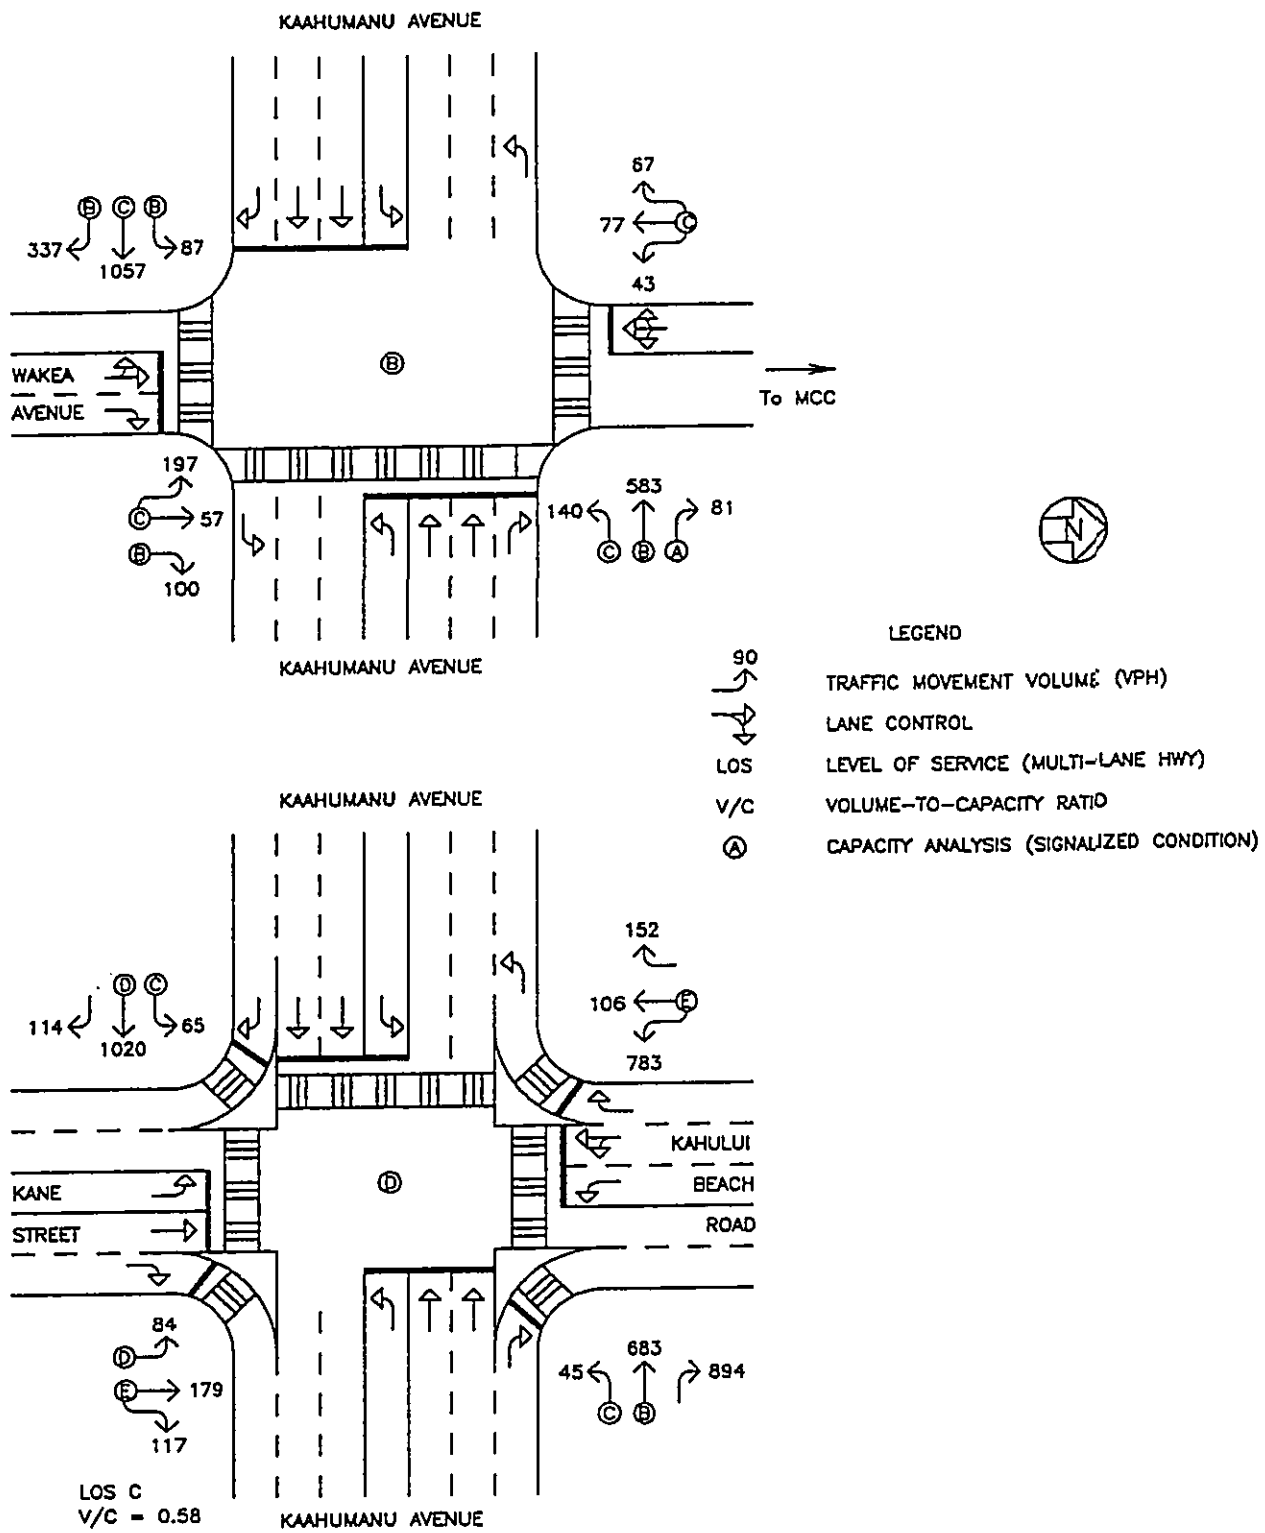 KAAHUMANU AVENUE
67
B C B
77 C
337 87
1057
43
WAKEA
B
AVENUE
To MCC
197
583
140 81
C 57
N
B
C B A
100
LEGEND
KAAHUMANU AVENUE
90
TRAFFIC MOVEMENT VOLUME (VPH)
LANE CONTROL
LOS LEVEL OF SERVICE (MULTI-LANE HWY)
KAAHUMANU AVENUE
V/C VOLUME-TO-CAPACITY RATIO
A CAPACITY ANALYSIS (SIGNALIZED CONDITION)
152
D C
106 E
114 65
1020
783
KAHULUI
KANE
D
BEACH
STREET
ROAD
84
683
D
45 894
E 179
C B
117
LOS C
V/C = 0.58
KAAHUMANU AVENUE